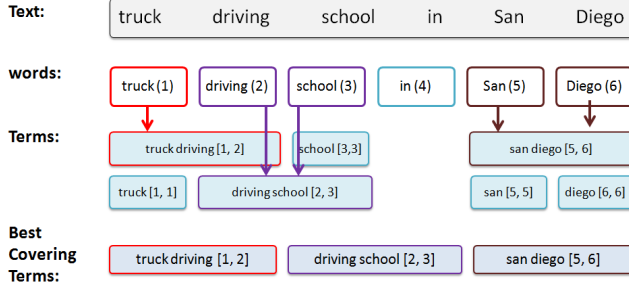 Text: truck driving school in San Diego
words: truck (1) driving (2) school (3) in (4) San (5) Diego (6)
Terms: truck driving [1, 2] school [3,3] san diego [5, 6]
truck [1, 1] driving school [2, 3] san [5, 5] diego [6, 6]
Best
Covering
Terms: truck driving [1, 2] driving school [2, 3] san diego [5, 6]